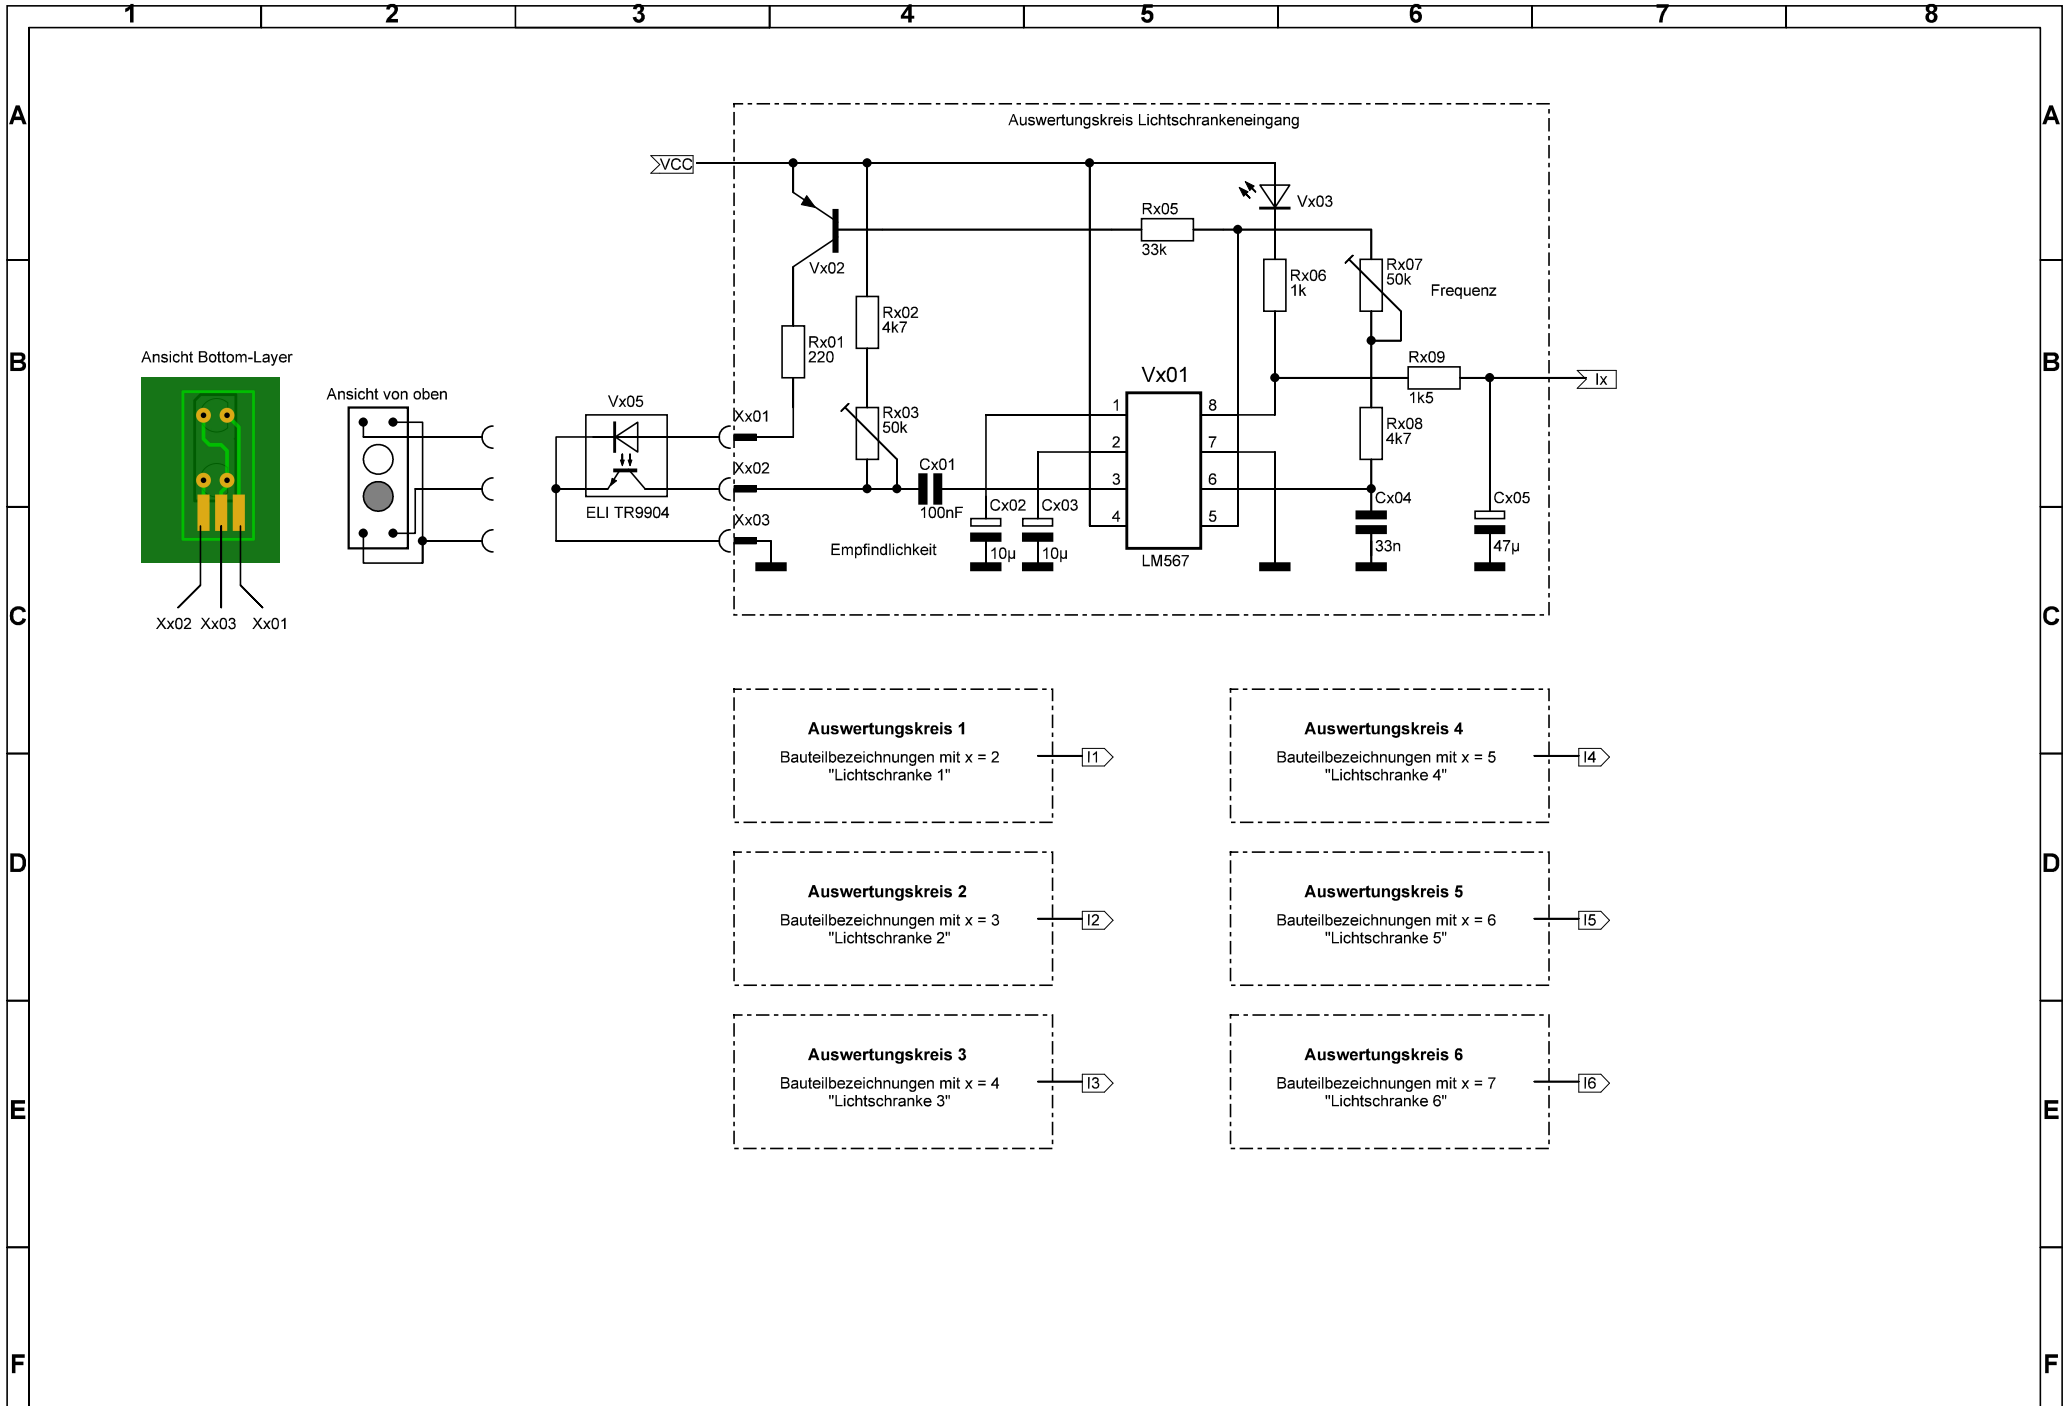 1 2 3 4 5 6 7 8
A A
Auswertungskreis Lichtschrankeneingang
VCC
Vx03
Rx05
33k
Vx02
Rx06
1k
Rx07
50k
Frequenz
Rx02
4k7
Rx01
220
B B
Ansicht Bottom-Layer
Ansicht von oben
Rx09
1k5
Ix
Vx01
Vx05
Xx01
Rx03
50k
Rx08
4k7
1 8
2 7
3 6
4 5
Xx02
Cx01
100nF
ELI TR9904
Cx02
10µ
Cx03
10µ
Cx04
33n
Cx05
47µ
Xx03
Empfindlichkeit
LM567
C C
Xx02 Xx03 Xx01
Auswertungskreis 1
Bauteilbezeichnungen mit x = 2
"Lichtschranke 1"
I1
Auswertungskreis 4
Bauteilbezeichnungen mit x = 5
"Lichtschranke 4"
I4
D D
Auswertungskreis 2
Bauteilbezeichnungen mit x = 3
"Lichtschranke 2"
I2
Auswertungskreis 5
Bauteilbezeichnungen mit x = 6
"Lichtschranke 5"
I5
Auswertungskreis 3
Bauteilbezeichnungen mit x = 4
"Lichtschranke 3"
I3
Auswertungskreis 6
Bauteilbezeichnungen mit x = 7
"Lichtschranke 6"
I6
E E
F F